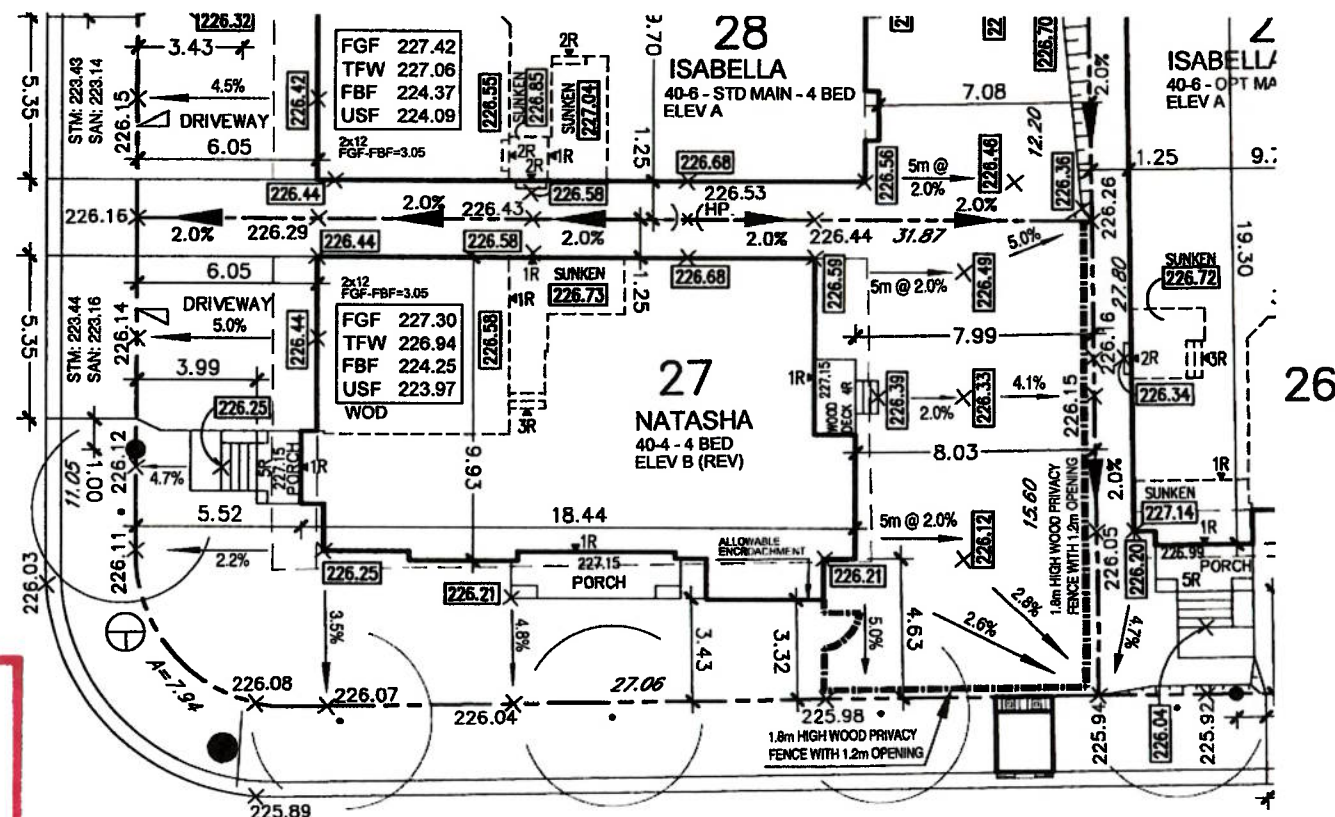 226.32
3.43
5.35
STM: 223.43
SAN: 223.14
226.15
4.5%
DRIVEWAY
6.05
226.42
FGF 227.42
TFW 227.06
FBF 224.37
USF 224.09
2x12
FGF-FBF=3.05
226.55
SUNKEN
226.85
2R
SUNKEN
227.04
2R
2R
1R
9.70
1.25
28
ISABELLA
40-6 - STD MAIN - 4 BED
ELEV A
226.70
2.0%
7.08
12.20
ISABELLA
40-6 - OPT MA
ELEV A
1.25
226.44
226.58
226.68
226.53
226.56
5m @
2.0%
226.46
226.36
226.26
226.16
2.0%
226.29
2.0%
226.43
2.0%
HP
2.0%
226.44
31.87
2.0%
5.0%
19.30
226.44
226.58
1R
226.68
1.25
226.59
5m @ 2.0%
226.49
27.80
SUNKEN
226.72
6.05
2x12
FGF-FBF=3.05
SUNKEN
226.73
1R
5.35
STM: 223.44
SAN: 223.16
226.14
DRIVEWAY
5.0%
226.44
FGF 227.30
TFW 226.94
FBF 224.25
USF 223.97
WOD
226.58
3R
27
NATASHA
40-4 - 4 BED
ELEV B (REV)
7.99
226.16
2R
3R
26
3.99
226.25
1R
227.15
WOOD
DECK
4R
226.39
2.0%
226.33
4.1%
226.15
226.34
8.03
11.05
1.00
226.12
4.7%
5R
227.15
PORCH
1R
9.93
15.60
1.8m HIGH WOOD PRIVACY
FENCE WITH 1.2m OPENING
2.0%
1R
SUNKEN
227.14
5.52
18.44
226.11
2.2%
226.25
1R
227.15
PORCH
ALLOWABLE
ENCROACHMENT
5m @ 2.0%
226.12
226.21
226.05
226.20
1R
226.99
PORCH
5R
226.03
226.21
3.5%
4.8%
3.43
3.32
5.0%
4.63
2.6%
2.8%
4.7%
A=7.94
226.08
226.07
226.04
27.06
225.98
225.94
226.04
225.92
1.8m HIGH WOOD PRIVACY
FENCE WITH 1.2m OPENING
225.89